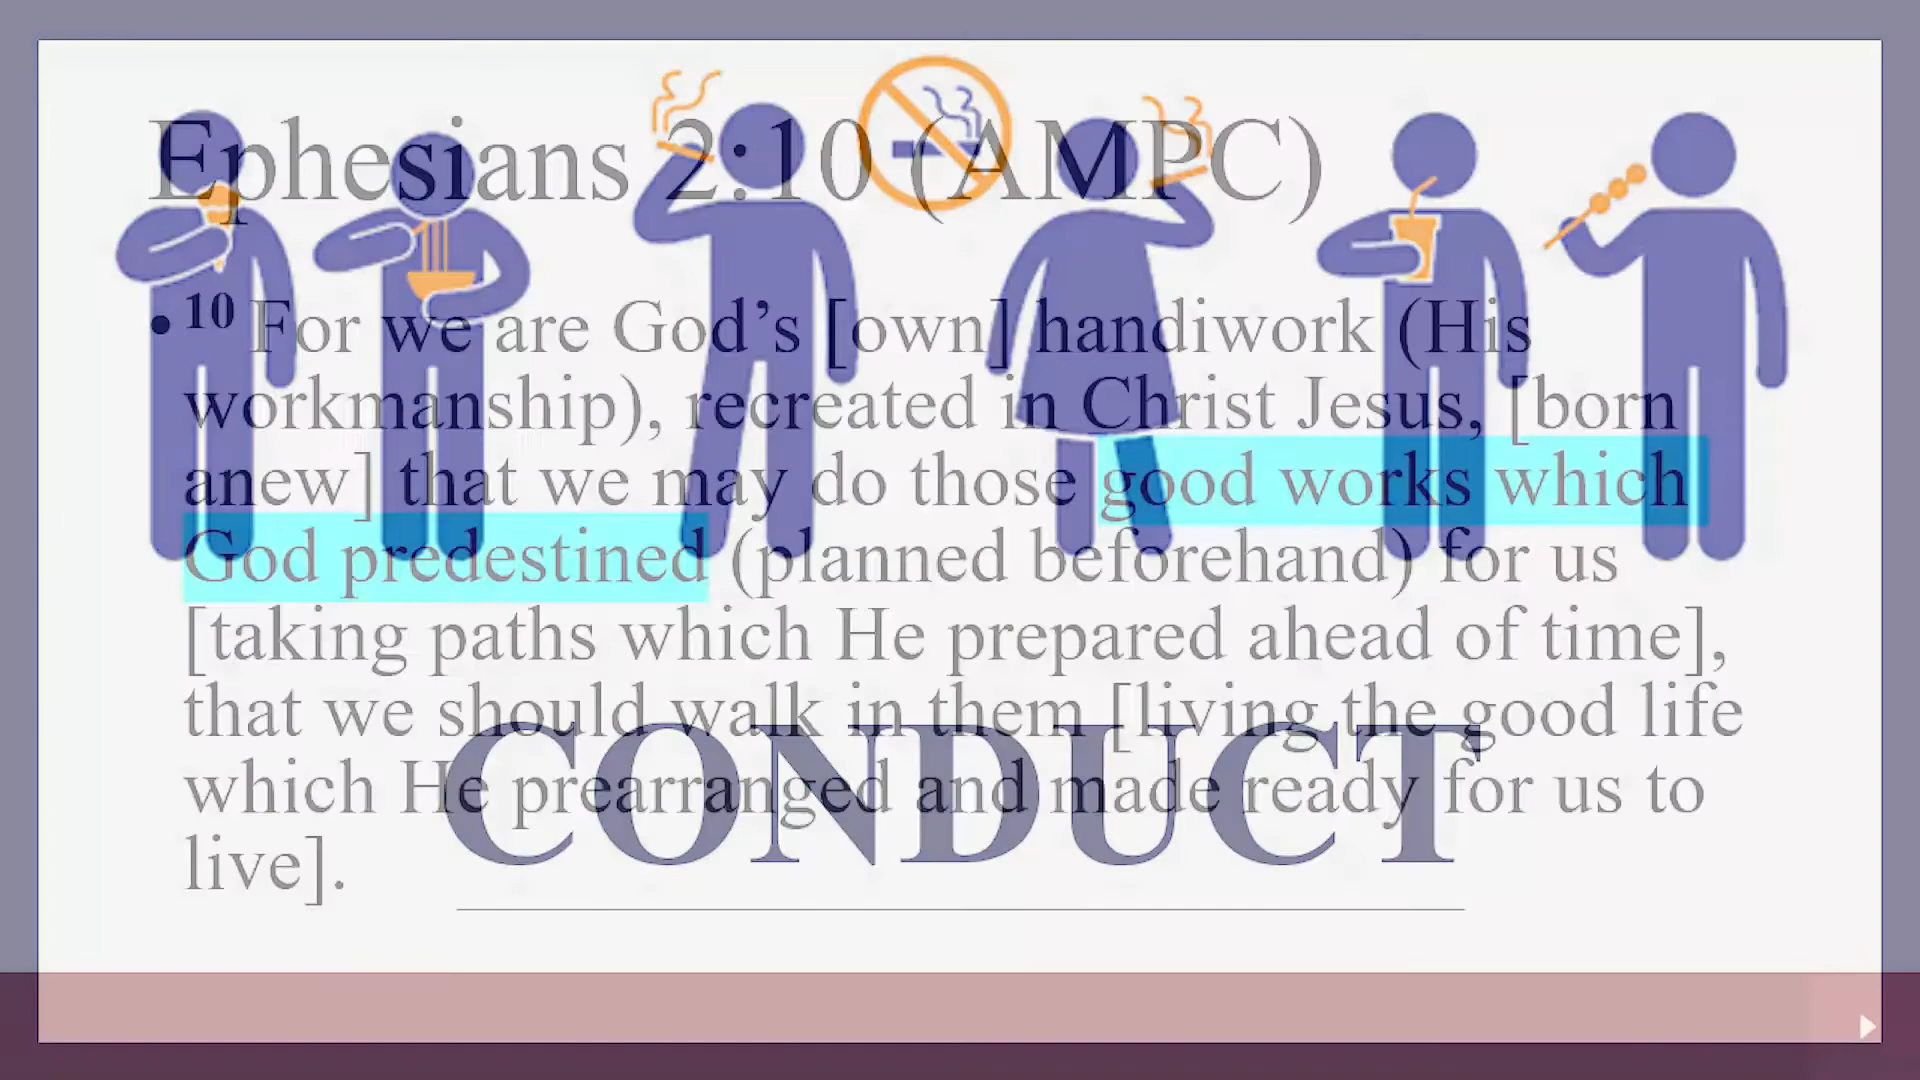 Ephesians 2:10 (AMPC)
• 10 For we are God’s [own] handiwork (His
workmanship), recreated in Christ Jesus, [born
anew] that we may do those good works which
God predestined (planned beforehand) for us
[taking paths which He prepared ahead of time],
that we should walk in them [living the good life
which He prearranged and made ready for us to
live].
CONDUCT